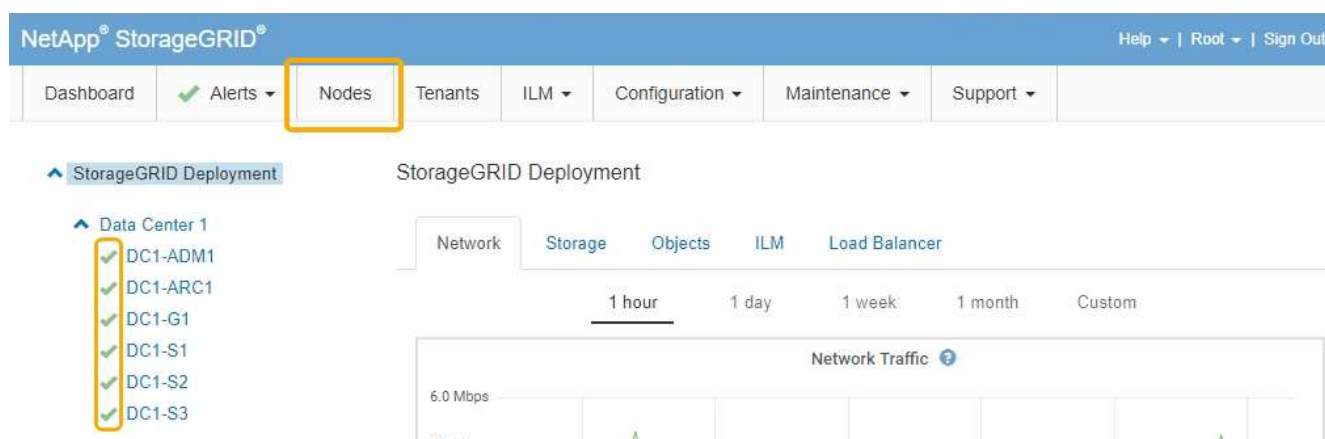 NetApp® StorageGRID®
Help | Root | Sign Out
Dashboard Alerts Nodes Tenants ILM Configuration Maintenance Support
StorageGRID Deployment
Data Center 1
DC1-ADM1
DC1-ARC1
DC1-G1
DC1-S1
DC1-S2
DC1-S3
StorageGRID Deployment
Network Storage Objects ILM Load Balancer
1 hour 1 day 1 week 1 month Custom
Network Traffic
6.0 Mbps